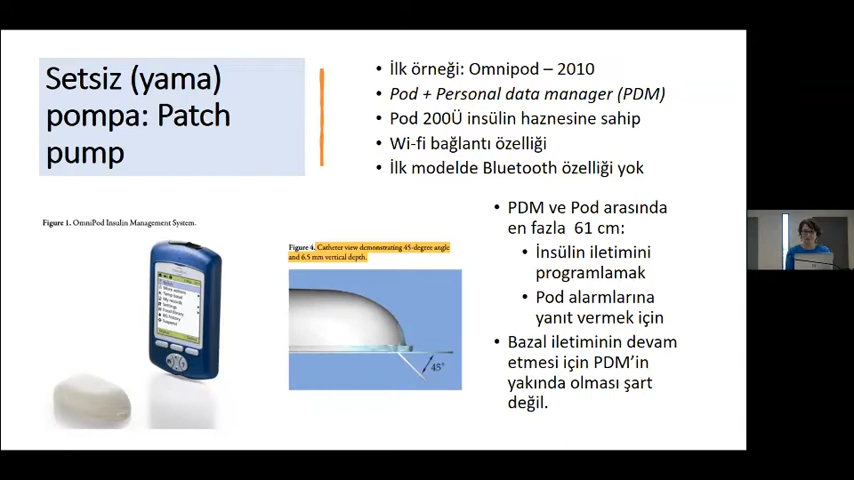 Setsiz (yama)
pompa: Patch
pump
• İlk örneği: Omnipod – 2010
• Pod + Personal data manager (PDM)
• Pod 200Ü insülin haznesine sahip
• Wi-fi bağlantı özelliği
• İlk modelde Bluetooth özelliği yok
Figure 1. OmniPod Insulin Management System.
Figure 4. Catheter view demonstrating 45-degree angle
and 6.5 mm vertical depth.
45°
• PDM ve Pod arasında
en fazla 61 cm:
• İnsülin iletimini
programlamak
• Pod alarmlarına
yanıt vermek için
• Bazal iletiminin devam
etmesi için PDM’in
yakında olması şart
değil.